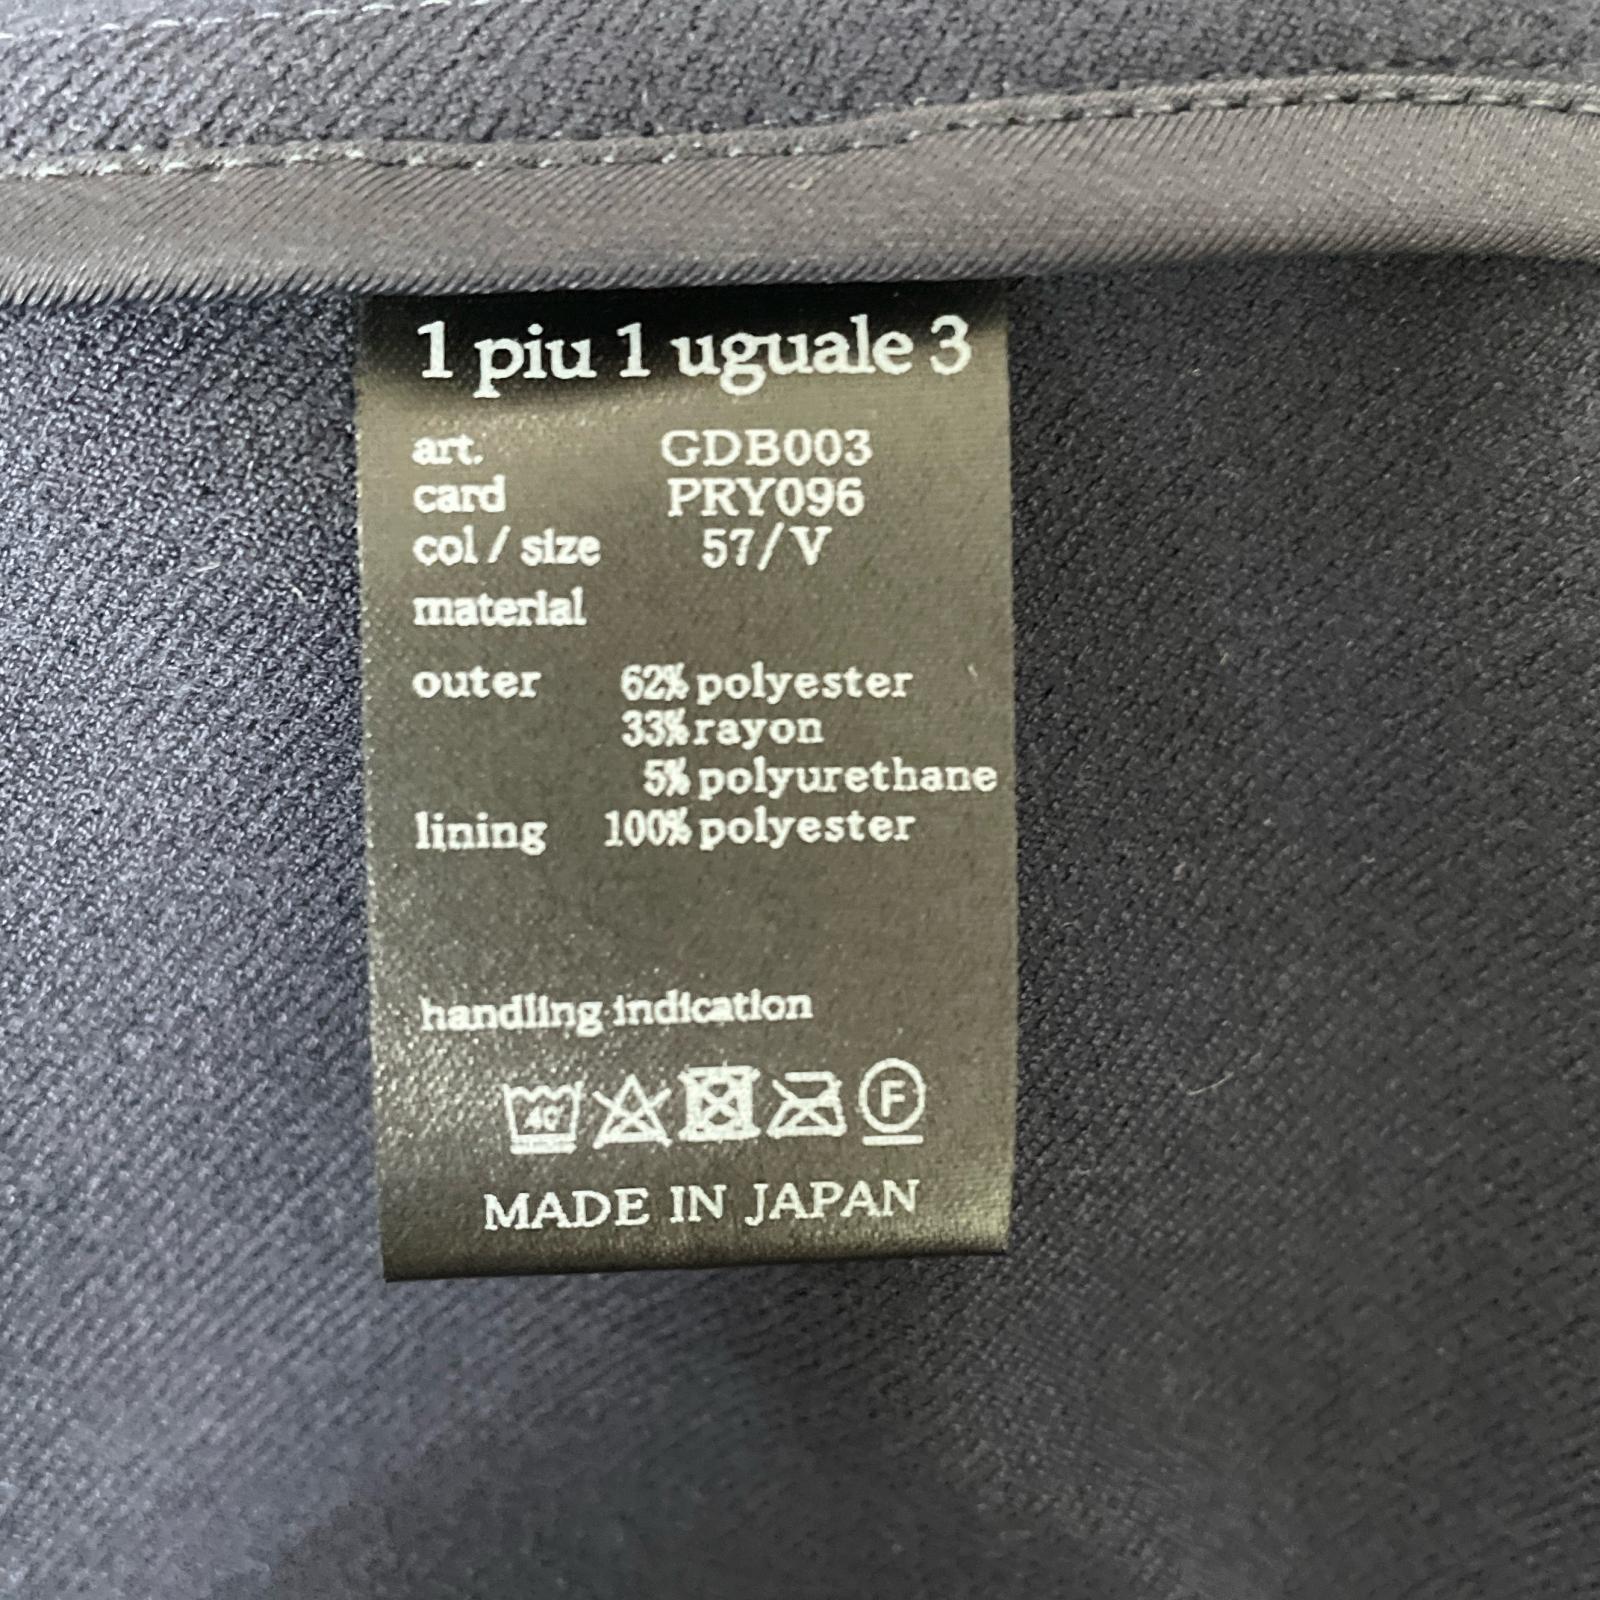 1 piu 1 uguale 3
art. GDB003
card PRY096
col / size 57/V
material
outer 62% polyester
33% rayon
5% polyurethane
lining 100% polyester
handling indication
40 F
MADE IN JAPAN